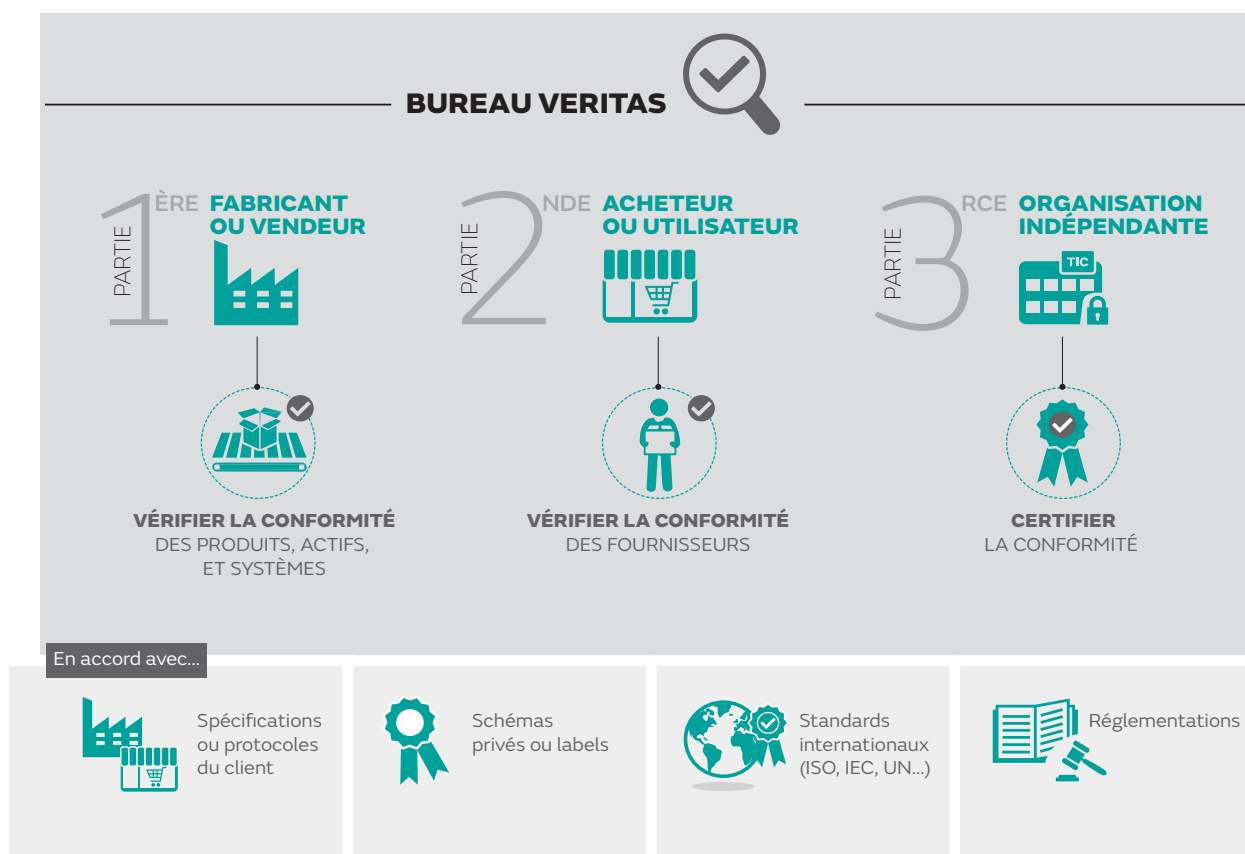 BUREAU VERITAS
PARTIE
1ÈRE FABRICANT
OU VENDEUR
PARTIE
2NDE ACHETEUR
OU UTILISATEUR
PARTIE
3RCE ORGANISATION
INDÉPENDANTE
TIC
VÉRIFIER LA CONFORMITÉ
DES PRODUITS, ACTIFS,
ET SYSTÈMES
VÉRIFIER LA CONFORMITÉ
DES FOURNISSEURS
CERTIFIER
LA CONFORMITÉ
En accord avec...
Spécifications
ou protocoles
du client
Schémas
privés ou labels
Standards
internationaux
(ISO, IEC, UN...)
Réglementations